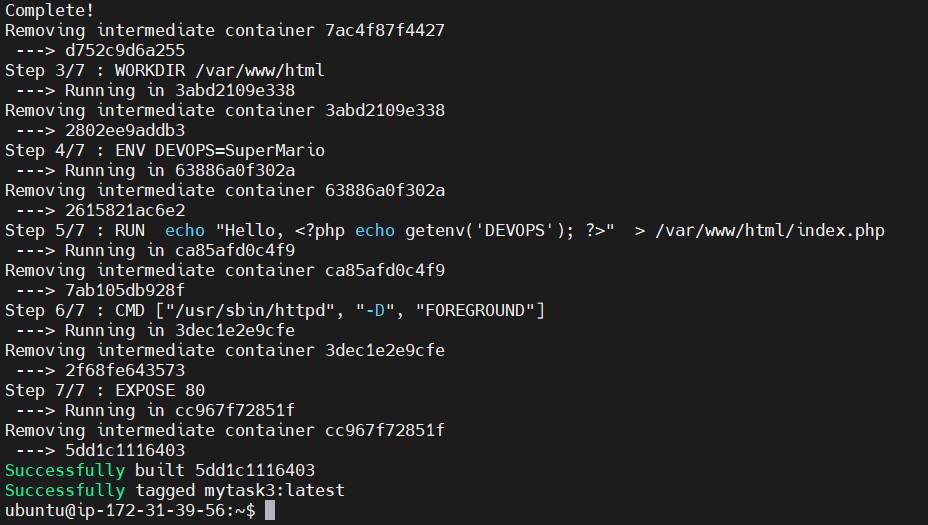 Complete!
Removing intermediate container 7ac4f87f4427
 ---> d752c9d6a255
Step 3/7 : WORKDIR /var/www/html
 ---> Running in 3abd2109e338
Removing intermediate container 3abd2109e338
 ---> 2802ee9addb3
Step 4/7 : ENV DEVOPS=SuperMario
 ---> Running in 63886a0f302a
Removing intermediate container 63886a0f302a
 ---> 2615821ac6e2
Step 5/7 : RUN  echo "Hello, <?php echo getenv('DEVOPS'); ?>"  > /var/www/html/index.php
 ---> Running in ca85afd0c4f9
Removing intermediate container ca85afd0c4f9
 ---> 7ab105db928f
Step 6/7 : CMD ["/usr/sbin/httpd", "-D", "FOREGROUND"]
 ---> Running in 3dec1e2e9cfe
Removing intermediate container 3dec1e2e9cfe
 ---> 2f68fe643573
Step 7/7 : EXPOSE 80
 ---> Running in cc967f72851f
Removing intermediate container cc967f72851f
 ---> 5dd1c1116403
Successfully built 5dd1c1116403
Successfully tagged mytask3:latest
ubuntu@ip-172-31-39-56:~$